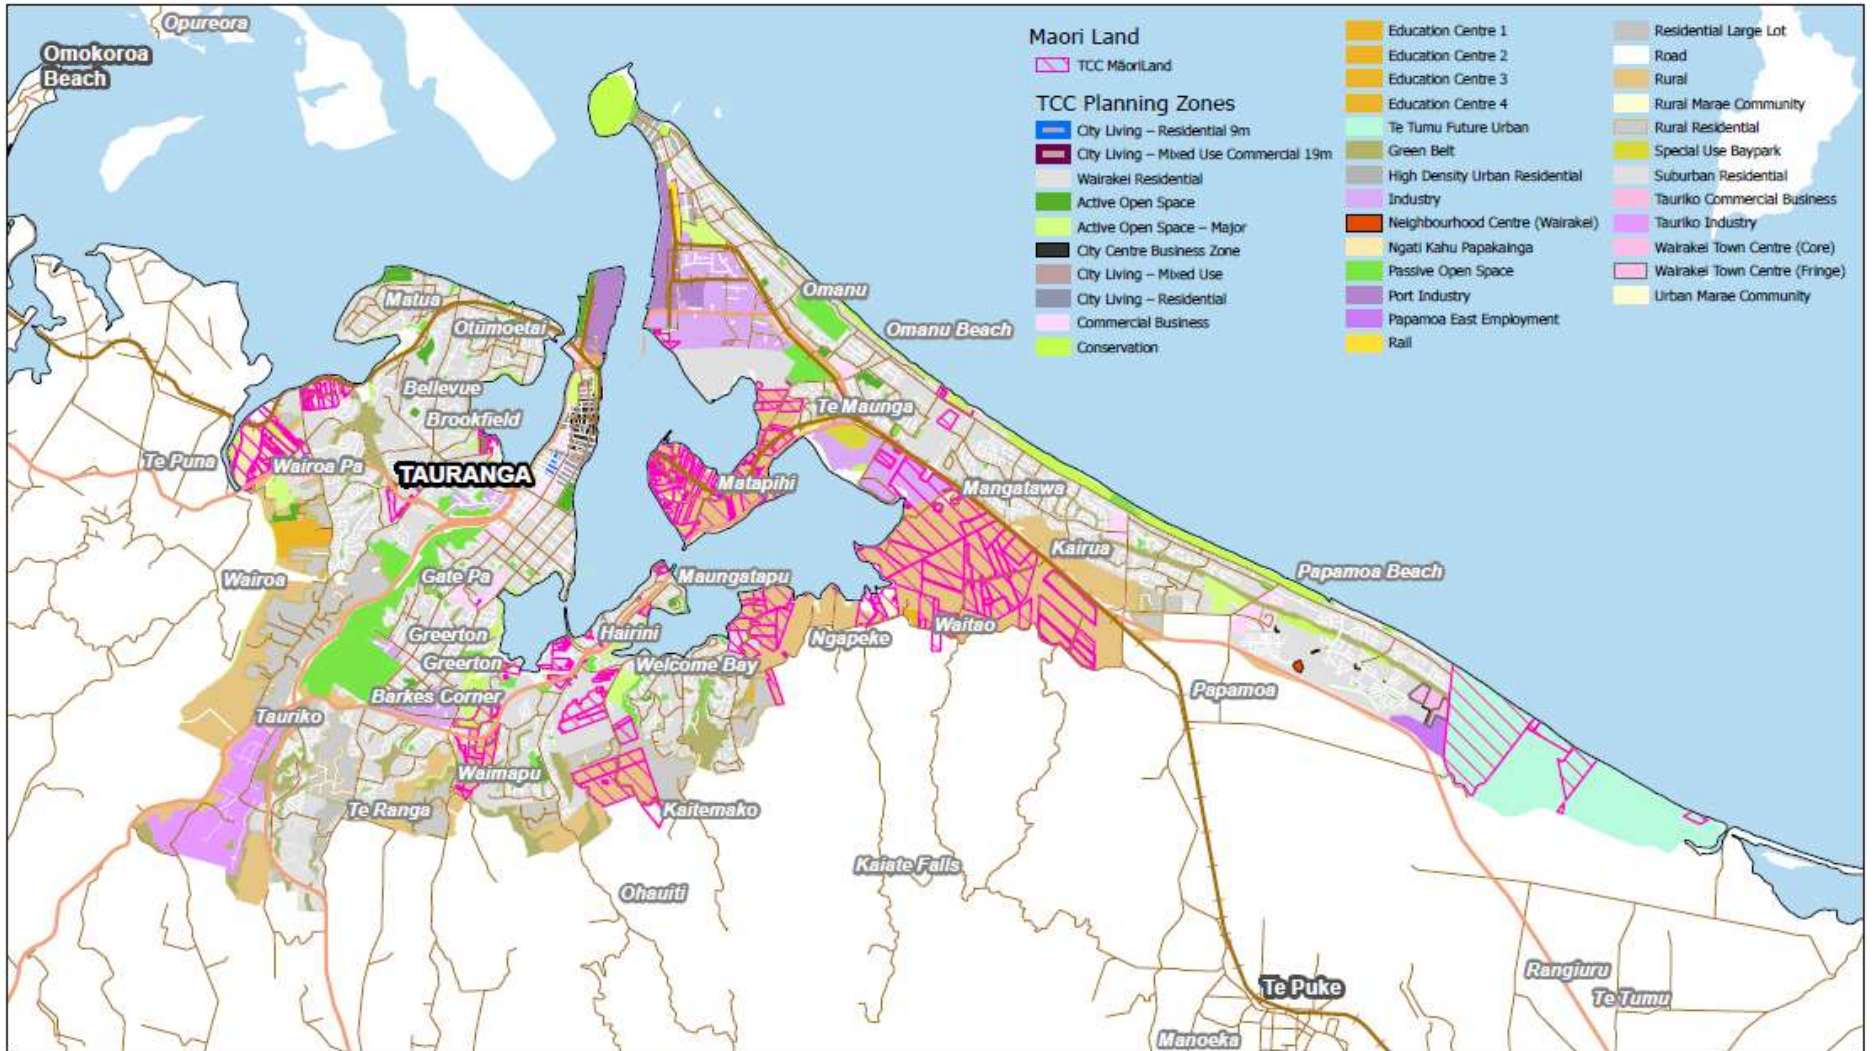 Opureora
Omokoroa
Beach
Maori Land
TCC MāoriLand
TCC Planning Zones
City Living – Residential 9m
City Living – Mixed Use Commercial 19m
Wairakei Residential
Active Open Space
Active Open Space – Major
City Centre Business Zone
City Living – Mixed Use
City Living – Residential
Commercial Business
Conservation
Education Centre 1
Education Centre 2
Education Centre 3
Education Centre 4
Te Tumu Future Urban
Green Belt
High Density Urban Residential
Industry
Neighbourhood Centre (Wairakei)
Ngati Kahu Papakainga
Passive Open Space
Port Industry
Papamoa East Employment
Rail
Residential Large Lot
Road
Rural
Rural Marae Community
Rural Residential
Special Use Baypark
Suburban Residential
Tauriko Commercial Business
Tauriko Industry
Wairakei Town Centre (Core)
Wairakei Town Centre (Fringe)
Urban Marae Community
Matua
Otūmoetai
Omanu
Omanu Beach
Bellevue
Brookfield
Te Maunga
Te Puna
Wairoa Pa
TAURANGA
Matapihi
Mangatawa
Kairua
Wairoa
Gate Pa
Maungatapu
Papamoa Beach
Greerton
Hairini
Ngapeke
Waitao
Greerton
Welcome Bay
Barkes Corner
Papamoa
Tauriko
Waimapu
Te Ranga
Kaitemako
Kaiate Falls
Ohauiti
Te Puke
Rangiuru
Te Tumu
Manoeka